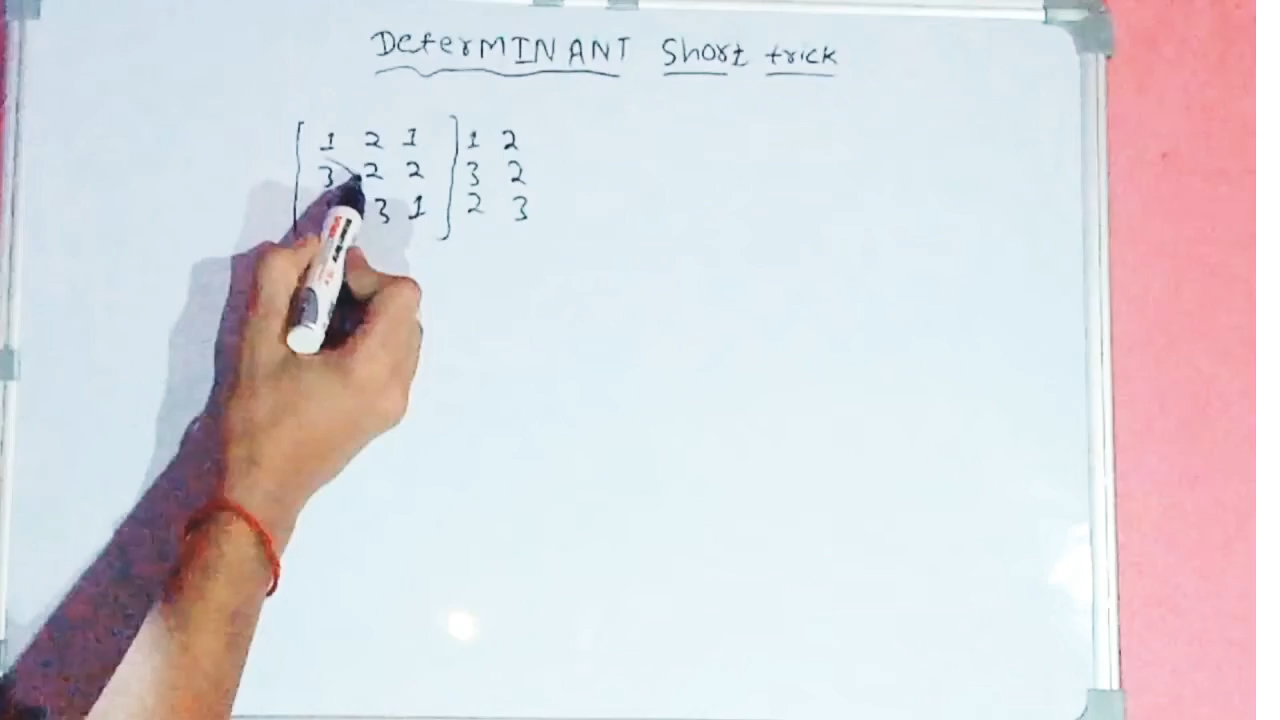 DeterMINANT Short trick
1 2 1 1 2
3 2 2 3 2
3 1 2 3